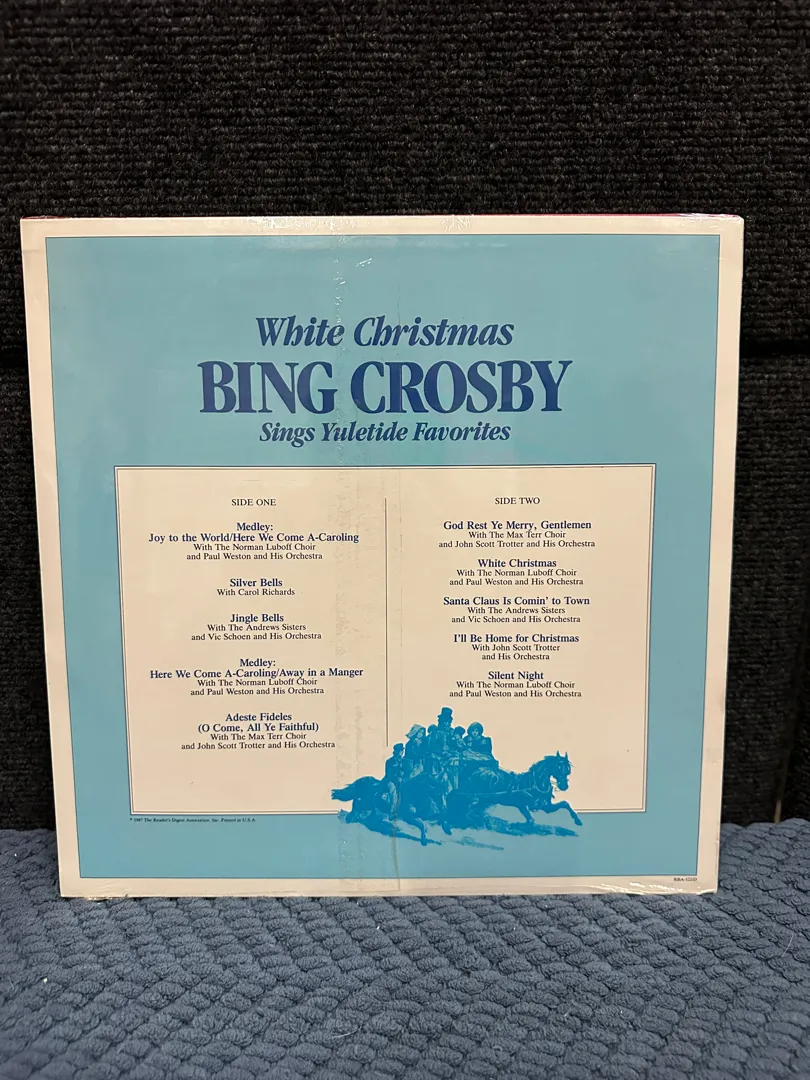 White Christmas
BING CROSBY
Sings Yuletide Favorites
SIDE ONE
Medley:
Joy to the World/Here We Come A-Caroling
With The Norman Luboff Choir
and Paul Weston and His Orchestra
Silver Bells
With Carol Richards
Jingle Bells
With The Andrews Sisters
and Vic Schoen and His Orchestra
Medley:
Here We Come A-Caroling/Away in a Manger
With The Norman Luboff Choir
and Paul Weston and His Orchestra
Adeste Fideles
(O Come, All Ye Faithful)
With The Max Terr Choir
and John Scott Trotter and His Orchestra
SIDE TWO
God Rest Ye Merry, Gentlemen
With The Max Terr Choir
and John Scott Trotter and His Orchestra
White Christmas
With The Norman Luboff Choir
and Paul Weston and His Orchestra
Santa Claus Is Comin' to Town
With The Andrews Sisters
and Vic Schoen and His Orchestra
I'll Be Home for Christmas
With John Scott Trotter
and His Orchestra
Silent Night
With The Norman Luboff Choir
and Paul Weston and His Orchestra
1987 The Reader's Digest Association, Inc. Printed in U.S.A.